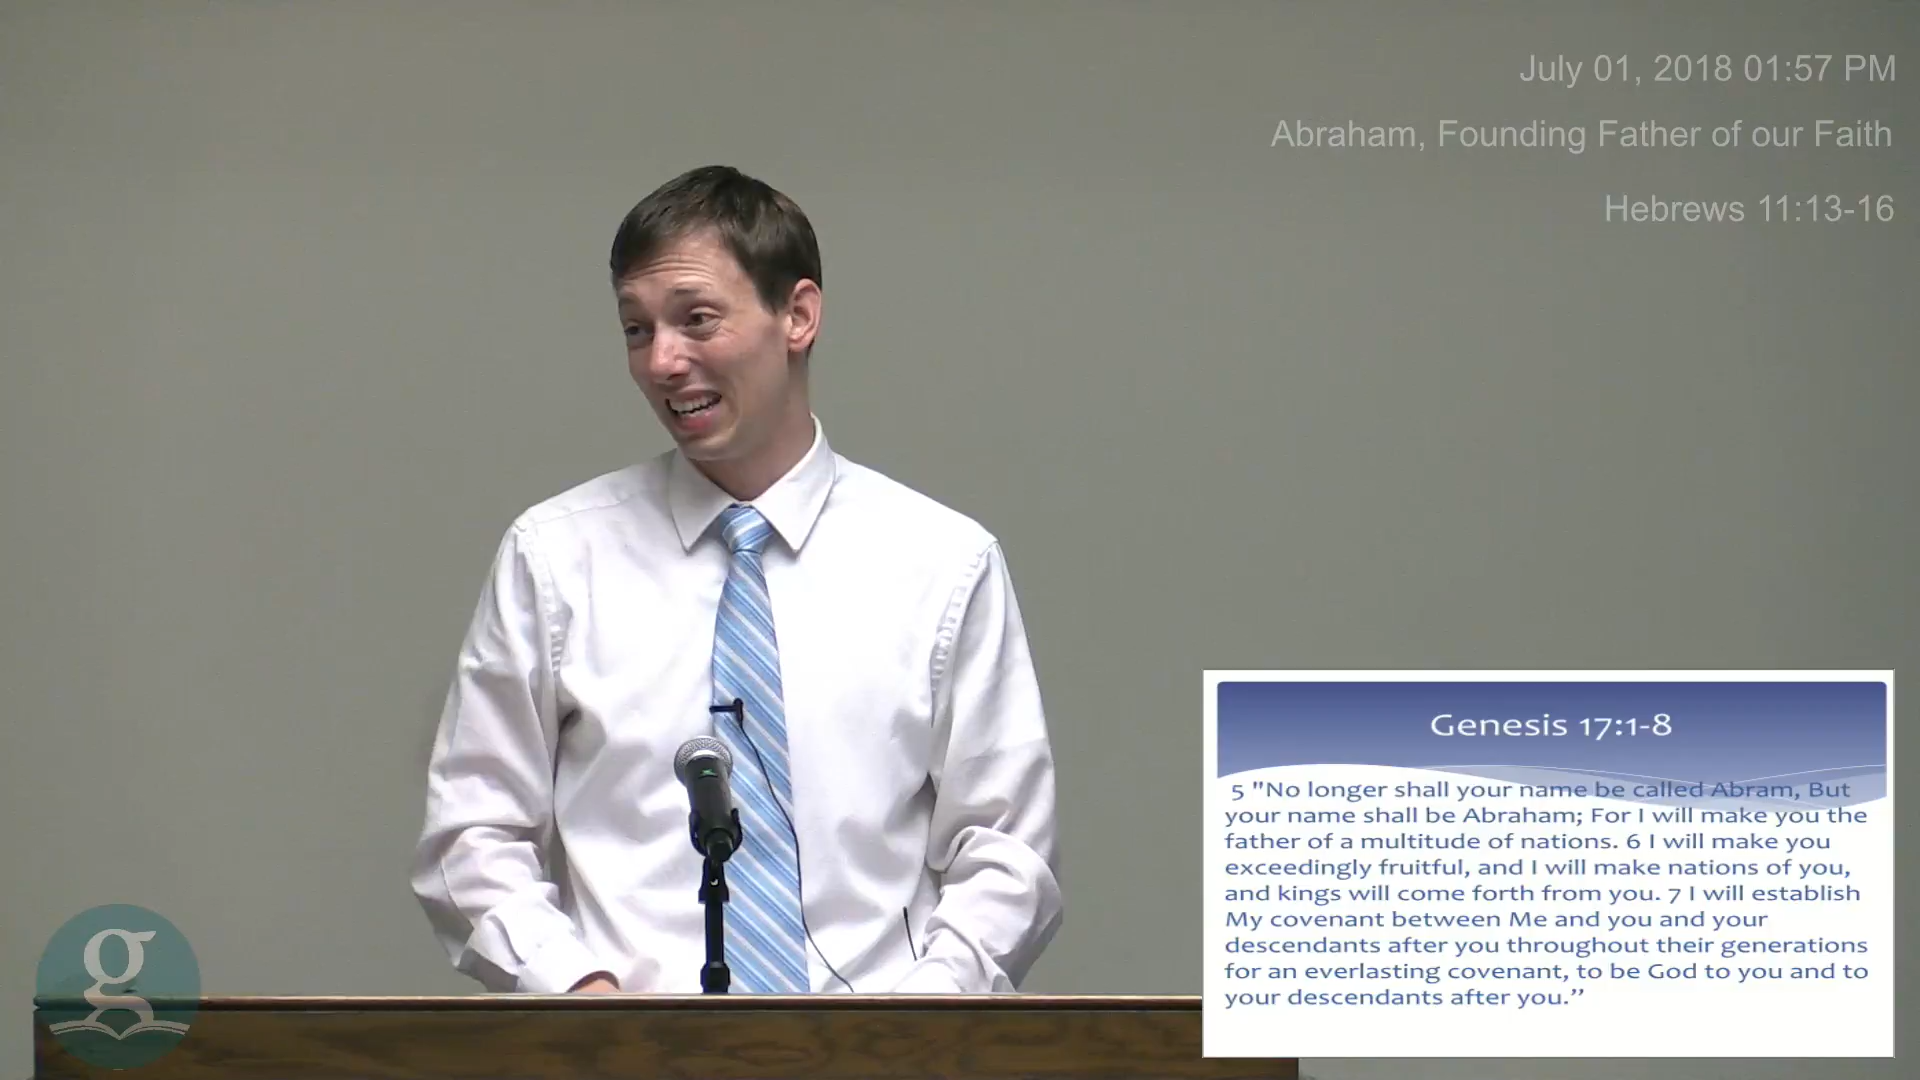 July 01, 2018 01:57 PM
Abraham, Founding Father of our Faith
Hebrews 11:13-16
Genesis 17:1-8
5 "No longer shall your name be called Abram, But
your name shall be Abraham; For I will make you the
father of a multitude of nations. 6 I will make you
exceedingly fruitful, and I will make nations of you,
and kings will come forth from you. 7 I will establish
My covenant between Me and you and your
descendants after you throughout their generations
for an everlasting covenant, to be God to you and to
your descendants after you.”
g